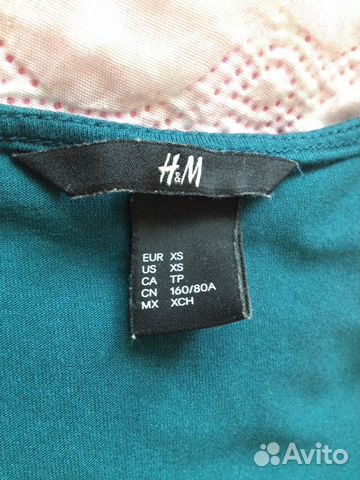 H&M
EUR XS
US XS
CA TP
CN 160/80A
MX XCH
Avito